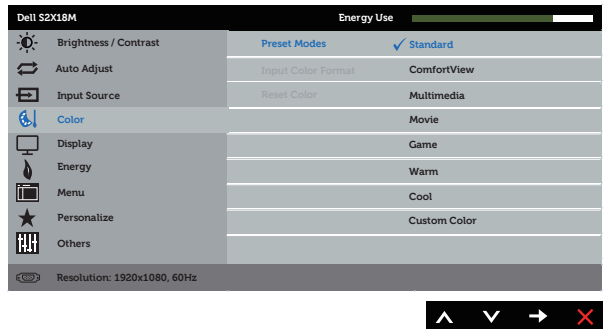 Dell S2X18M Energy Use
Brightness / Contrast Preset Modes Standard
Auto Adjust Input Color Format ComfortView
Input Source Reset Color Multimedia
Color Movie
Display Game
Energy Warm
Menu Cool
Personalize Custom Color
Others
Resolution: 1920x1080, 60Hz